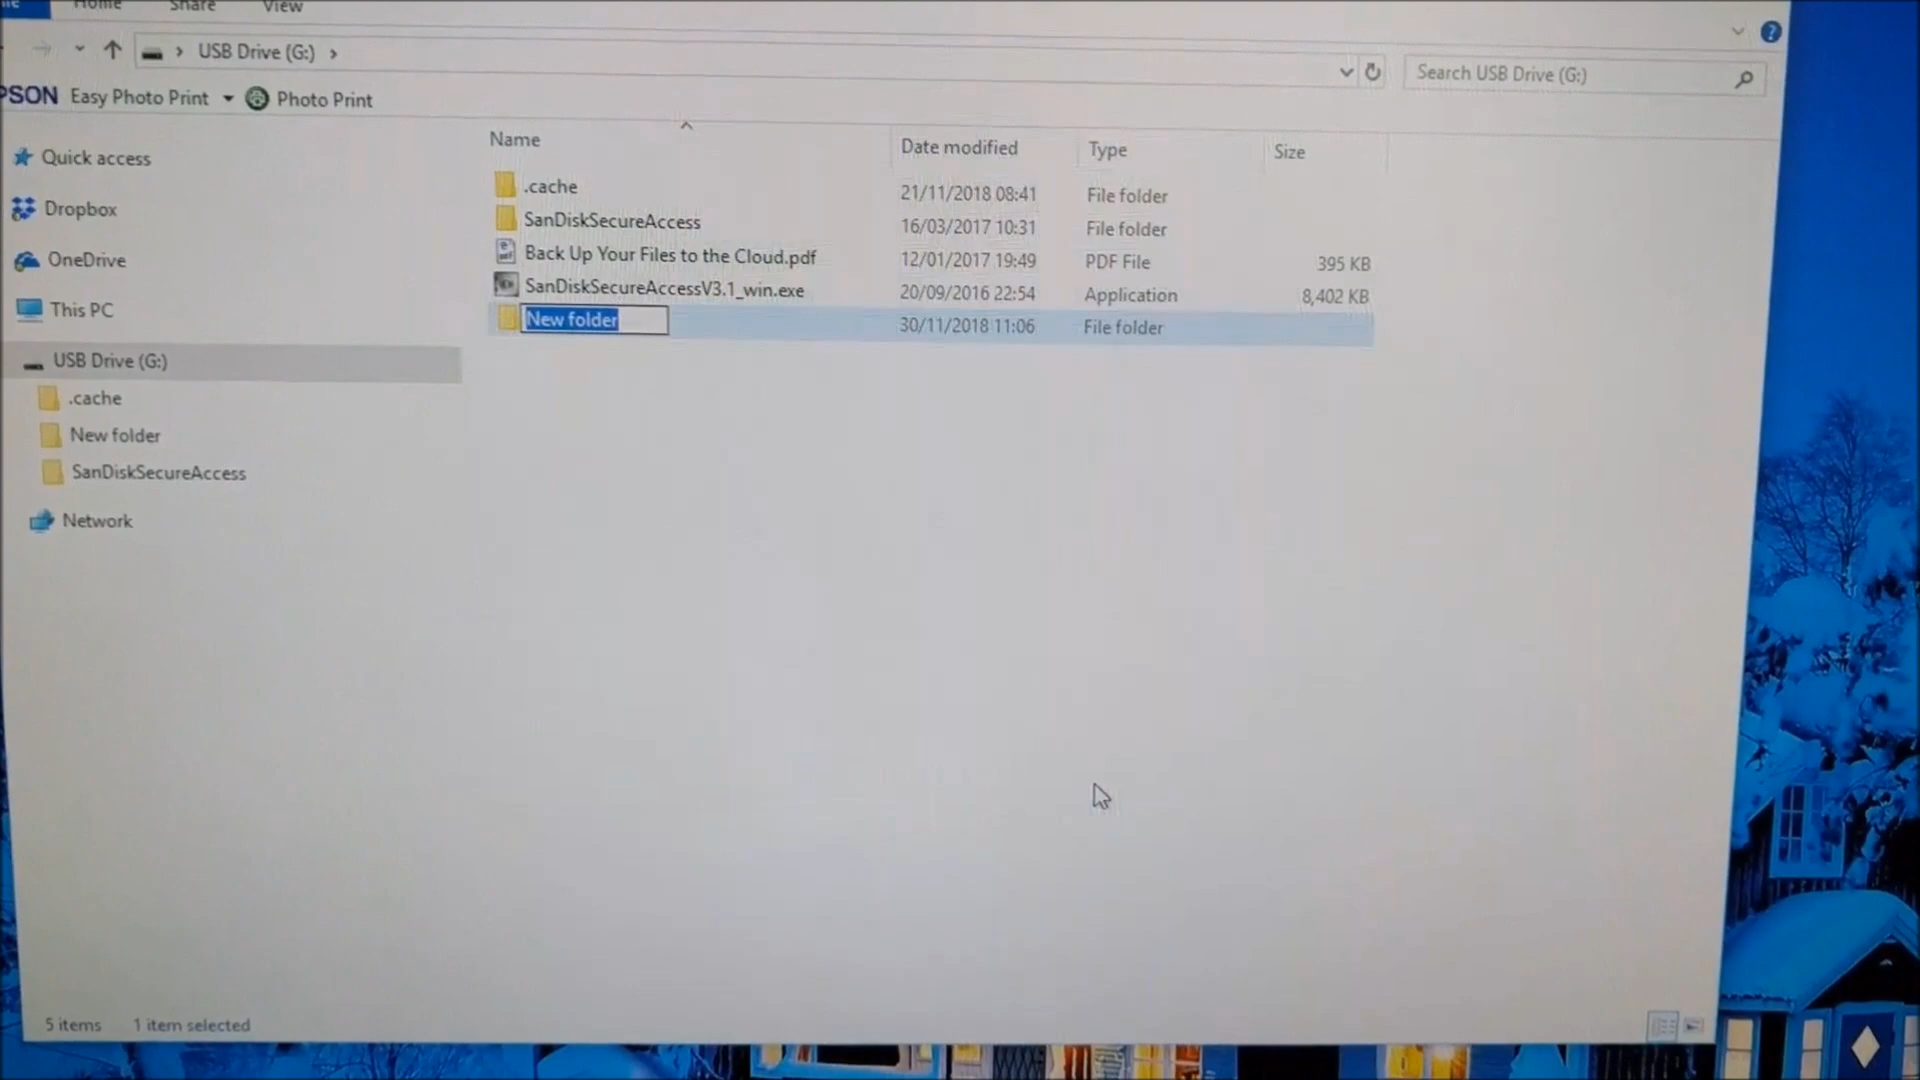 Home Share View
USB Drive (G:)
Search USB Drive (G:)
EPSON Easy Photo Print Photo Print
Name Date modified Type Size
.cache 21/11/2018 08:41 File folder
SanDiskSecureAccess 16/03/2017 10:31 File folder
Back Up Your Files to the Cloud.pdf 12/01/2017 19:49 PDF File 395 KB
SanDiskSecureAccessV3.1_win.exe 20/09/2016 22:54 Application 8,402 KB
New folder 30/11/2018 11:06 File folder
Quick access
Dropbox
OneDrive
This PC
USB Drive (G:)
.cache
New folder
SanDiskSecureAccess
Network
5 items 1 item selected